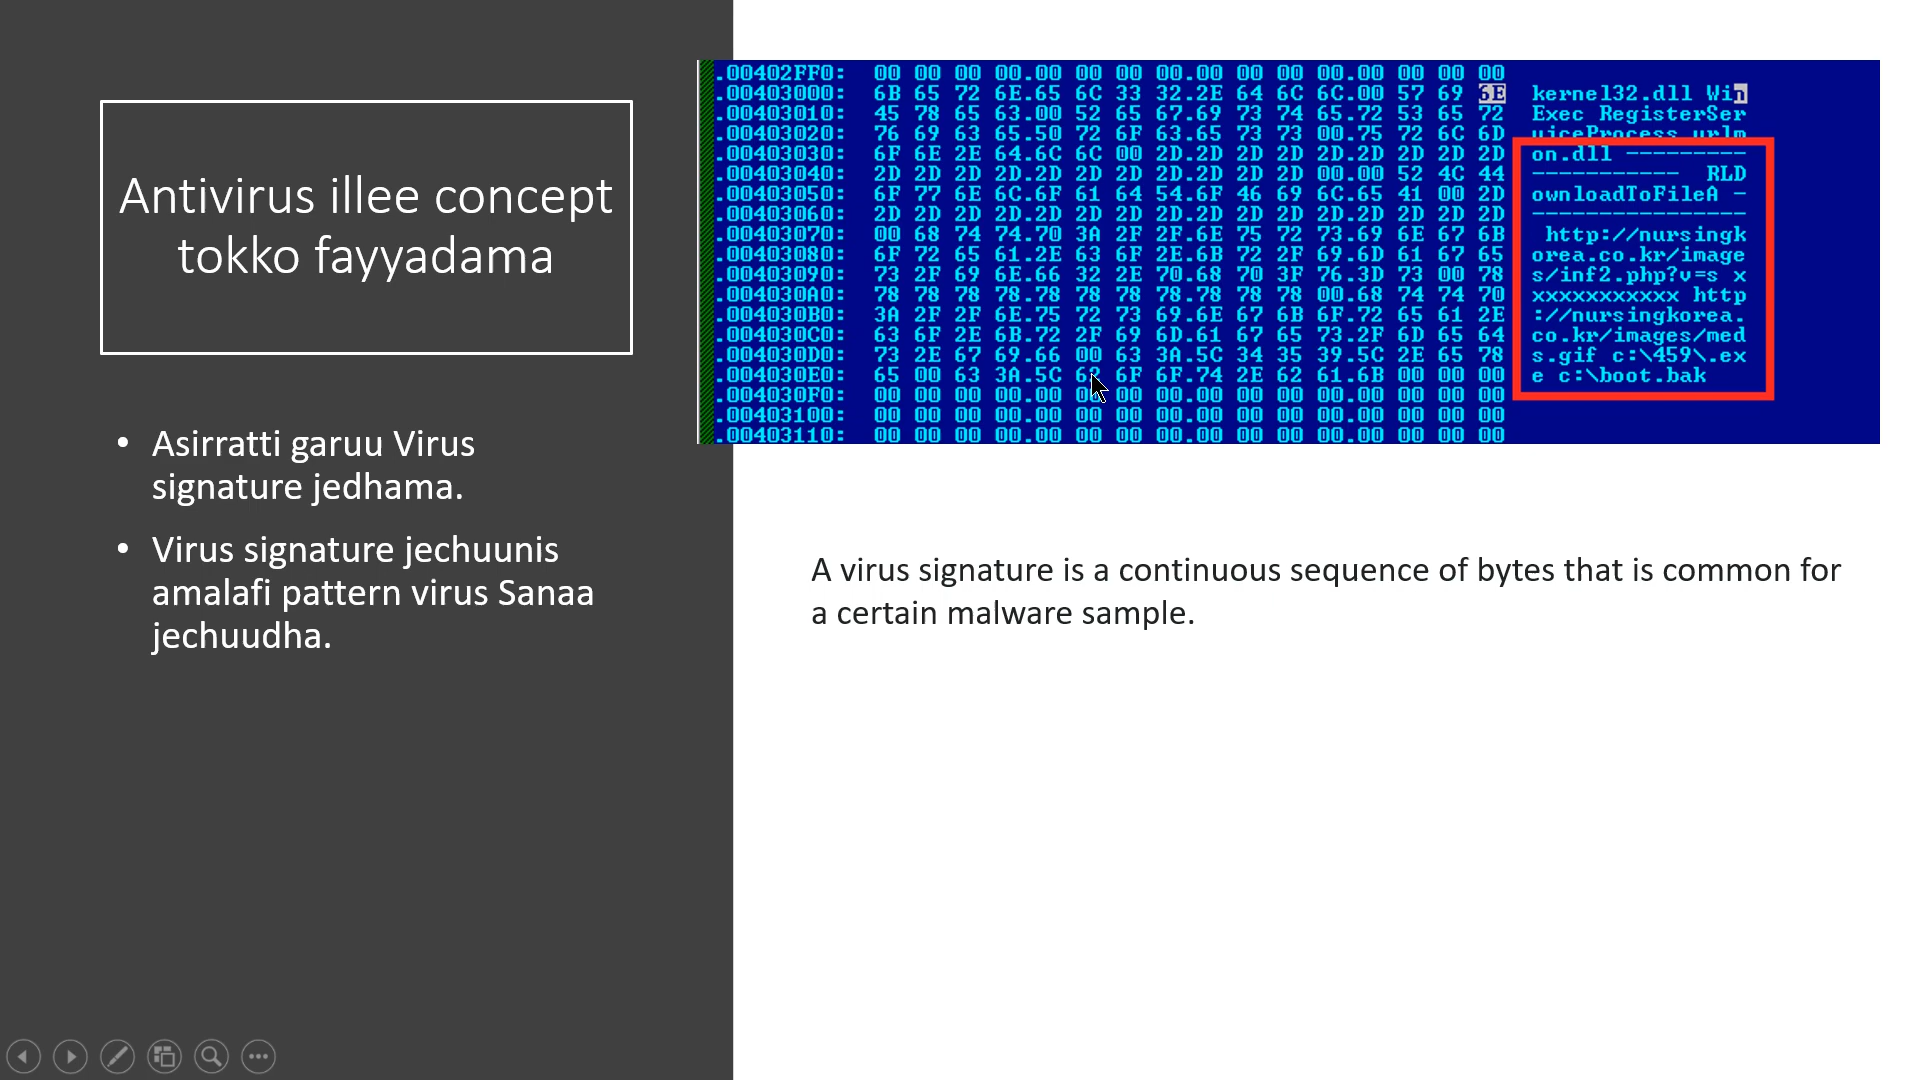 Antivirus illee concept
tokko fayyadama
• Asirratti garuu Virus
signature jedhama.
• Virus signature jechuunis
amalafi pattern virus Sanaa
jechuudha.
.00402FF0: 00 00 00 00.00 00 00 00.00 00 00 00.00 00 00 00
.00403000: 6B 65 72 6E.65 6C 33 32.2E 64 6C 6C.00 57 69 6E kernel32.dll Win
.00403010: 45 78 65 63.00 52 65 67.69 73 74 65.72 53 65 72 Exec RegisterSer
.00403020: 76 69 63 65.50 72 6F 63.65 73 73 00.75 72 6C 6D viceProcess urlm
.00403030: 6F 6E 2E 64.6C 6C 00 2D.2D 2D 2D 2D.2D 2D 2D 2D on.dll ---------
.00403040: 2D 2D 2D 2D.2D 2D 2D 2D.2D 2D 2D 00.00 52 4C 44 -----------  RLD
.00403050: 6F 77 6E 6C.6F 61 64 54.6F 46 69 6C.65 41 00 2D ownloadToFileA -
.00403060: 2D 2D 2D 2D.2D 2D 2D 2D.2D 2D 2D 2D.2D 2D 2D 2D ----------------
.00403070: 00 68 74 74.70 3A 2F 2F.6E 75 72 73.69 6E 67 6B http://nursingk
.00403080: 6F 72 65 61.2E 63 6F 2E.6B 72 2F 69.6D 61 67 65 orea.co.kr/image
.00403090: 73 2F 69 6E.66 32 2E 70.68 70 3F 76.3D 73 00 78 s/inf2.php?v=s x
.004030A0: 78 78 78 78.78 78 78 78.78 78 78 00.68 74 74 70 xxxxxxxxxxx http
.004030B0: 3A 2F 2F 6E.75 72 73 69.6E 67 6B 6F.72 65 61 2E ://nursingkorea.
.004030C0: 63 6F 2E 6B.72 2F 69 6D.61 67 65 73.2F 6D 65 64 co.kr/images/med
.004030D0: 73 2E 67 69.66 00 63 3A.5C 34 35 39.5C 2E 65 78 s.gif c:\459\.ex
.004030E0: 65 00 63 3A.5C 6F 6F.74 2E 62 61.6B 00 00 00 e c:\boot.bak
.004030F0: 00 00 00 00.00 00 00 00.00 00 00 00.00 00 00 00
.00403100: 00 00 00 00.00 00 00 00.00 00 00 00.00 00 00 00
.00403110: 00 00 00 00.00 00 00 00.00 00 00 00.00 00 00 00
A virus signature is a continuous sequence of bytes that is common for
a certain malware sample.